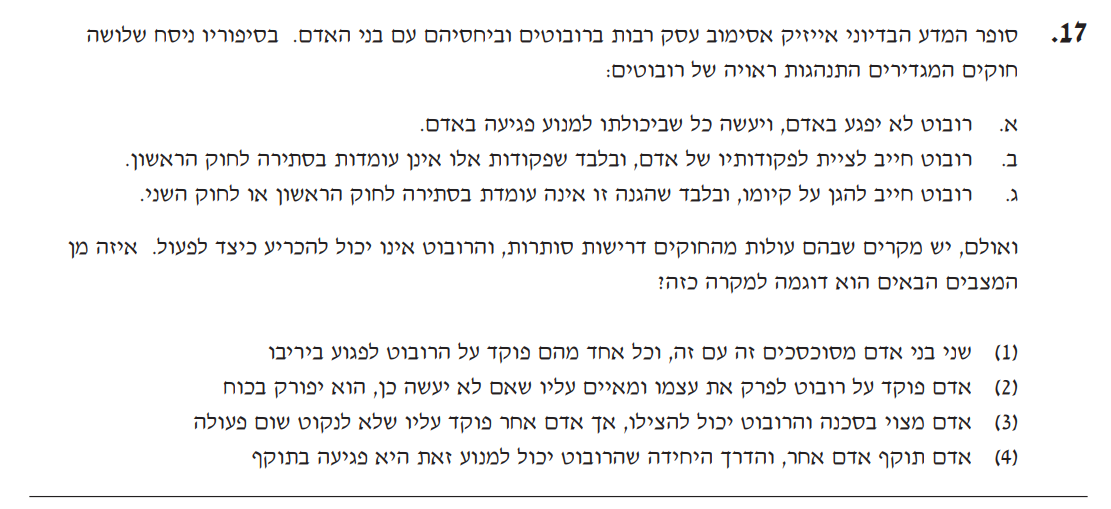 17. סופר המדע הבדיוני אייזיק אסימוב עסק רבות ברובוטים וביחסיהם עם בני האדם. בסיפוריו ניסח שלושה
חוקים המגדירים התנהגות ראויה של רובוטים:
א. רובוט לא יפגע באדם, ויעשה כל שביכולתו למנוע פגיעה באדם.
ב. רובוט חייב לציית לפקודותיו של אדם, ובלבד שפקודות אלו אינן עומדות בסתירה לחוק הראשון.
ג. רובוט חייב להגן על קיומו, ובלבד שהגנה זו אינה עומדת בסתירה לחוק הראשון או לחוק השני.
ואולם, יש מקרים שבהם עולות מהחוקים דרישות סותרות, והרובוט אינו יכול להכריע כיצד לפעול. איזה מן
המצבים הבאים הוא דוגמה למקרה כזה?
(1) שני בני אדם מסוכסכים זה עם זה, וכל אחד מהם פוקד על הרובוט לפגוע ביריבו
(2) אדם פוקד על רובוט לפרק את עצמו ומאיים עליו שאם לא יעשה כן, הוא יפורק בכוח
(3) אדם מצוי בסכנה והרובוט יכול להצילו, אך אדם אחר פוקד עליו שלא לנקוט שום פעולה
(4) אדם תוקף אדם אחר, והדרך היחידה שהרובוט יכול למנוע זאת היא פגיעה בתוקף